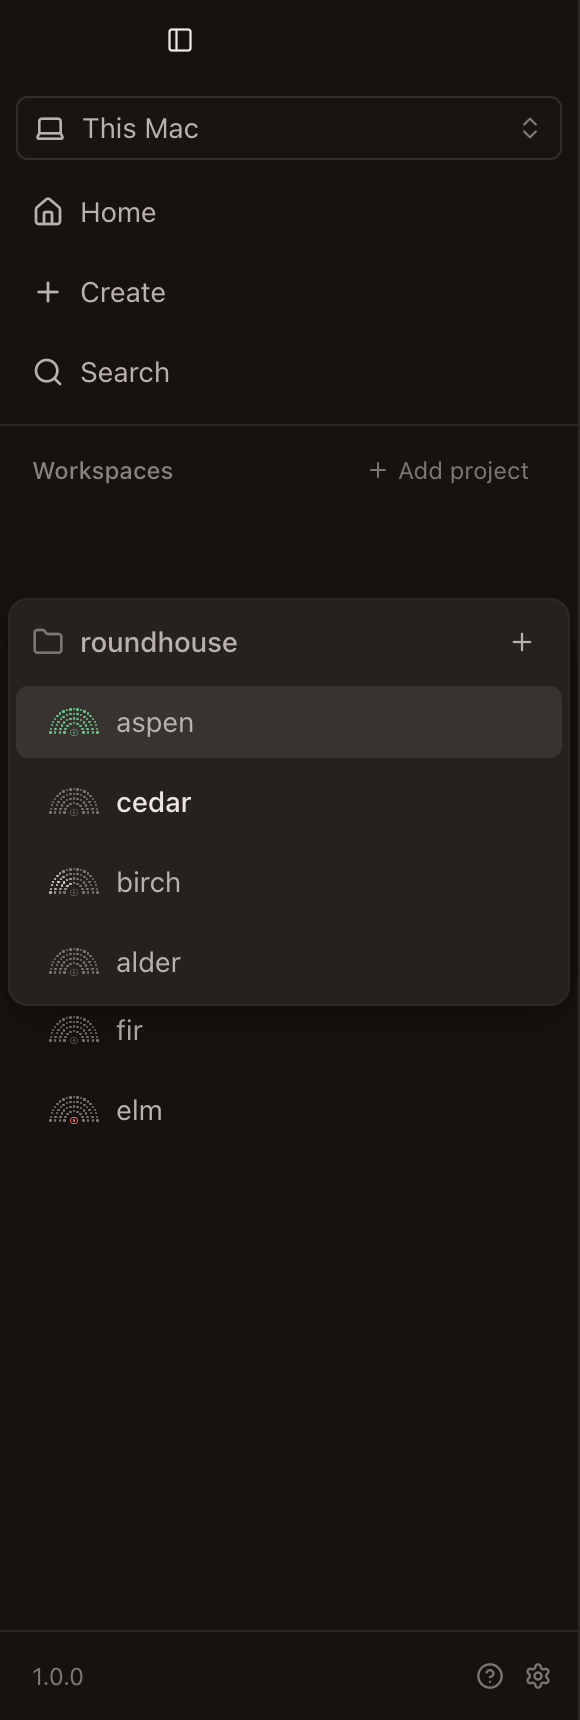 This Mac
Home
Create
Search
Workspaces + Add project
roundhouse +
aspen
cedar
birch
alder
fir
elm
1.0.0